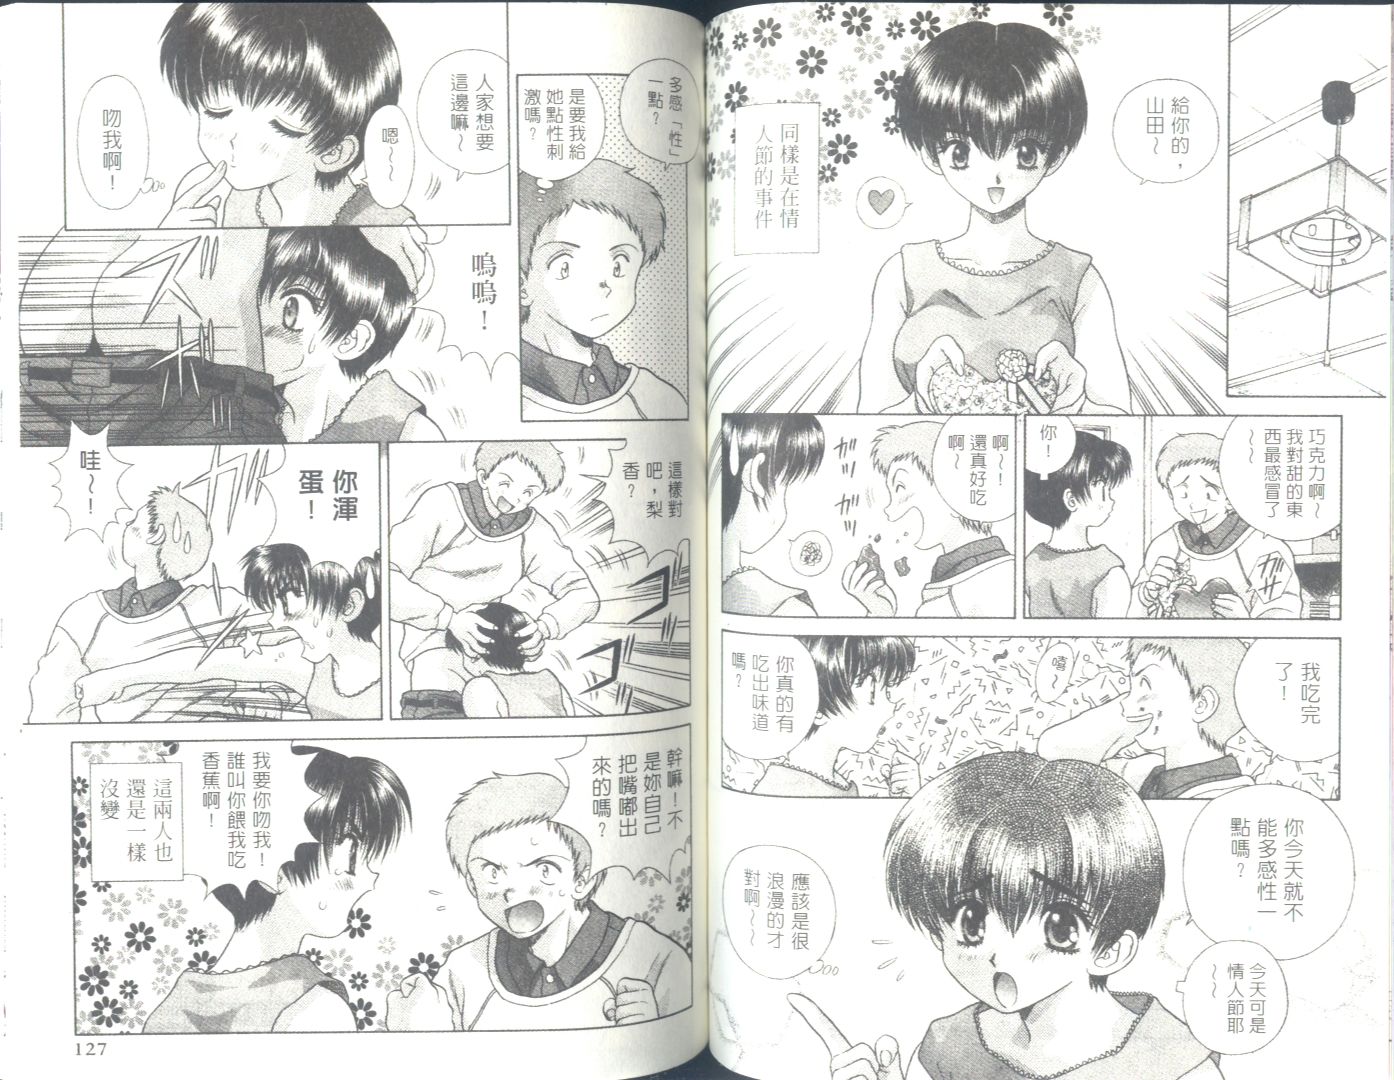 給你的，
山田～
同樣是在情
人節的事件
巧克力啊～
我對甜的東
西最感冒了
你！
啊～！
還真好吃
啊～
ガツ
ガツ
ガサ
我吃完
了！
嘻～
你真的有
吃出味道
嗎？
你今天就不
能多感性一
點嗎？
今天可是
情人節耶
～
應該是很
浪漫的才
對啊～
多感「性」
一點？
是要我給
她點性刺
激嗎？
人家想要
這邊嘛～
嗯～
吻我啊！
嗚嗚！
這樣對
吧，梨
香？
你渾
蛋！
哇～！
幹嘛！不
是妳自己
把嘴嘟出
來的嗎？
我要你吻我！
誰叫你餵我吃
香蕉啊！
這兩人也
還是一樣
沒變
127